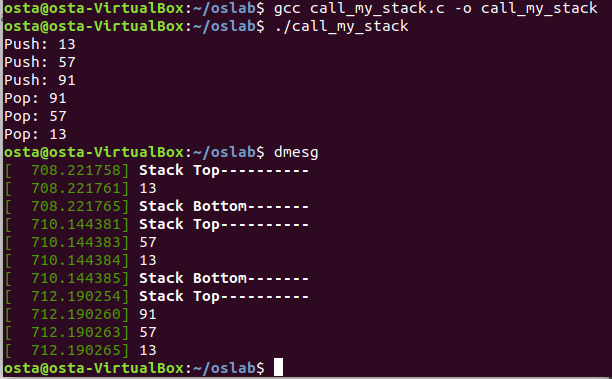 osta@osta-VirtualBox:~/oslab$ gcc call_my_stack.c -o call_my_stack
osta@osta-VirtualBox:~/oslab$ ./call_my_stack
Push: 13
Push: 57
Push: 91
Pop: 91
Pop: 57
Pop: 13
osta@osta-VirtualBox:~/oslab$ dmesg
[  708.221758] Stack Top----------
[  708.221761] 13
[  708.221765] Stack Bottom-------
[  710.144381] Stack Top----------
[  710.144383] 57
[  710.144384] 13
[  710.144385] Stack Bottom-------
[  712.190254] Stack Top----------
[  712.190260] 91
[  712.190263] 57
[  712.190265] 13
osta@osta-VirtualBox:~/oslab$